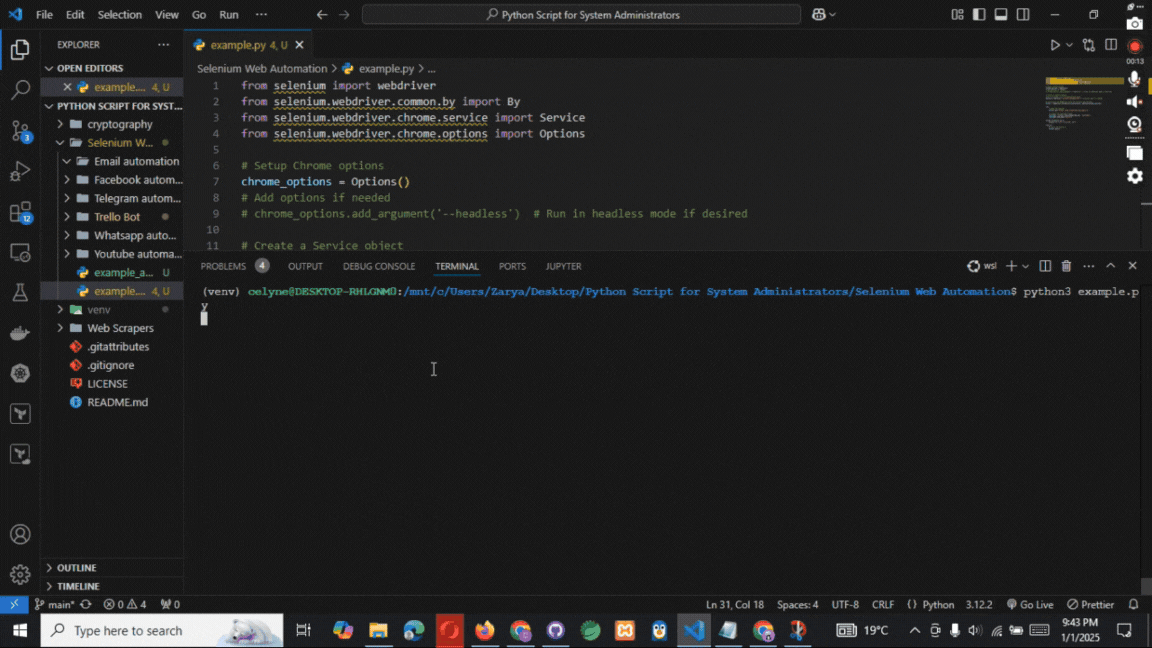 File Edit Selection View Go Run ··· Python Script for System Administrators
00:13
EXPLORER ···
OPEN EDITORS
example.... 4, U
PYTHON SCRIPT FOR SYST...
cryptography
Selenium W...
Email automation
Facebook autom...
Telegram autom...
Trello Bot
Whatsapp auto...
Youtube automa...
example_a... U
example.... 4, U
venv
Web Scrapers
.gitattributes
.gitignore
LICENSE
README.md
OUTLINE
TIMELINE
3
12
example.py 4, U
Selenium Web Automation > example.py > ...
1 from selenium import webdriver
2 from selenium.webdriver.common.by import By
3 from selenium.webdriver.chrome.service import Service
4 from selenium.webdriver.chrome.options import Options
5
6 # Setup Chrome options
7 chrome_options = Options()
8 # Add options if needed
9 # chrome_options.add_argument('--headless')  # Run in headless mode if desired
10
11 # Create a Service object
PROBLEMS 4 OUTPUT DEBUG CONSOLE TERMINAL PORTS JUPYTER wsl ···
(venv) celyne@DESKTOP-RHLGNMO:/mnt/c/Users/Zarya/Desktop/Python Script for System Administrators/Selenium Web Automation$ python3 example.p
y
main* 0 4 0 Ln 31, Col 18 Spaces: 4 UTF-8 CRLF {} Python 3.12.2 Go Live Prettier
Type here to search 19°C 9:43 PM
1/1/2025